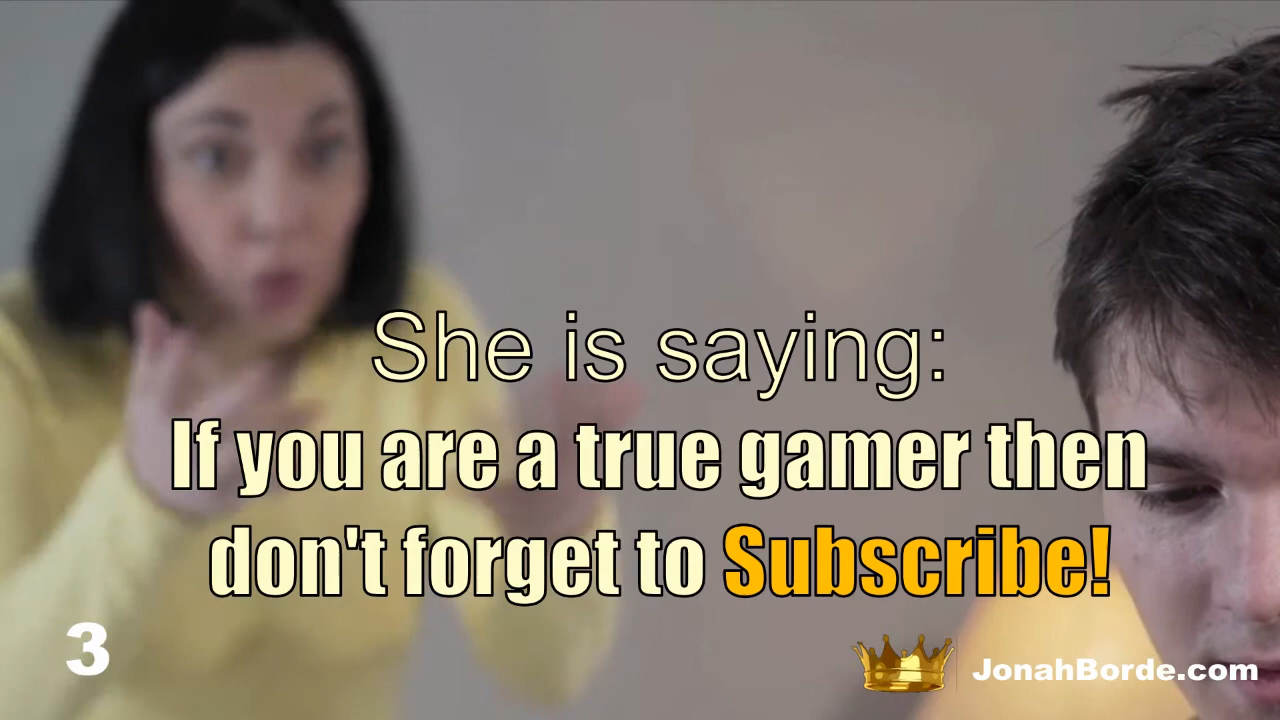 She is saying:
If you are a true gamer then
don't forget to Subscribe!
3
JonahBorde.com